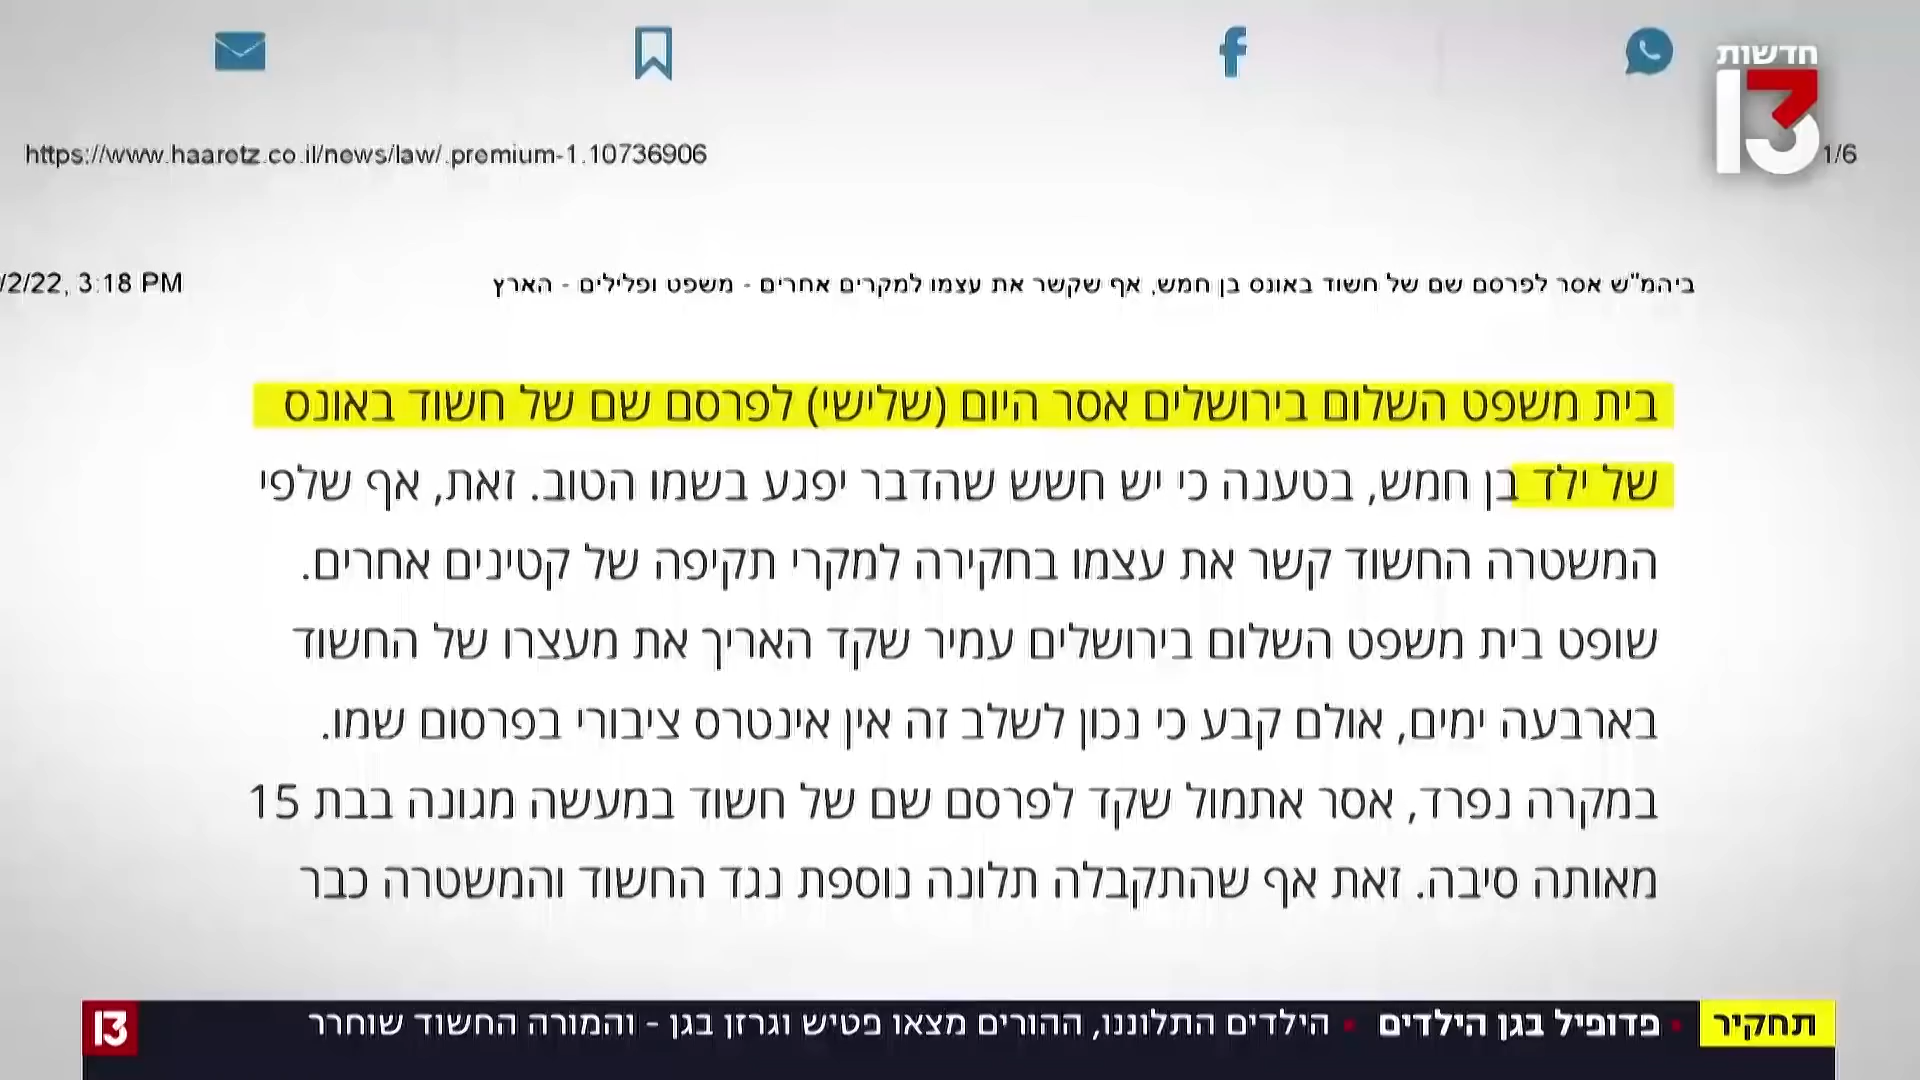 חדשות
13
https://www.haaretz.co.il/news/law/.premium-1.10736906
1/6
/2/22, 3:18 PM
ביהמ"ש אסר לפרסם שם של חשוד באונס בן חמש, אף שקשר את עצמו למקרים אחרים - משפט ופלילים - הארץ
בית משפט השלום בירושלים אסר היום (שלישי) לפרסם שם של חשוד באונס
של ילד בן חמש, בטענה כי יש חשש שהדבר יפגע בשמו הטוב. זאת, אף שלפי
המשטרה החשוד קשר את עצמו בחקירה למקרי תקיפה של קטינים אחרים.
שופט בית משפט השלום בירושלים עמיר שקד האריך את מעצרו של החשוד
בארבעה ימים, אולם קבע כי נכון לשלב זה אין אינטרס ציבורי בפרסום שמו.
במקרה נפרד, אסר אתמול שקד לפרסם שם של חשוד במעשה מגונה בבת 15
מאותה סיבה. זאת אף שהתקבלה תלונה נוספת נגד החשוד והמשטרה כבר
תחקיר • פדופיל בגן הילדים • הילדים התלוננו, ההורים מצאו פטיש וגרזן בגן - והמורה החשוד שוחרר
13